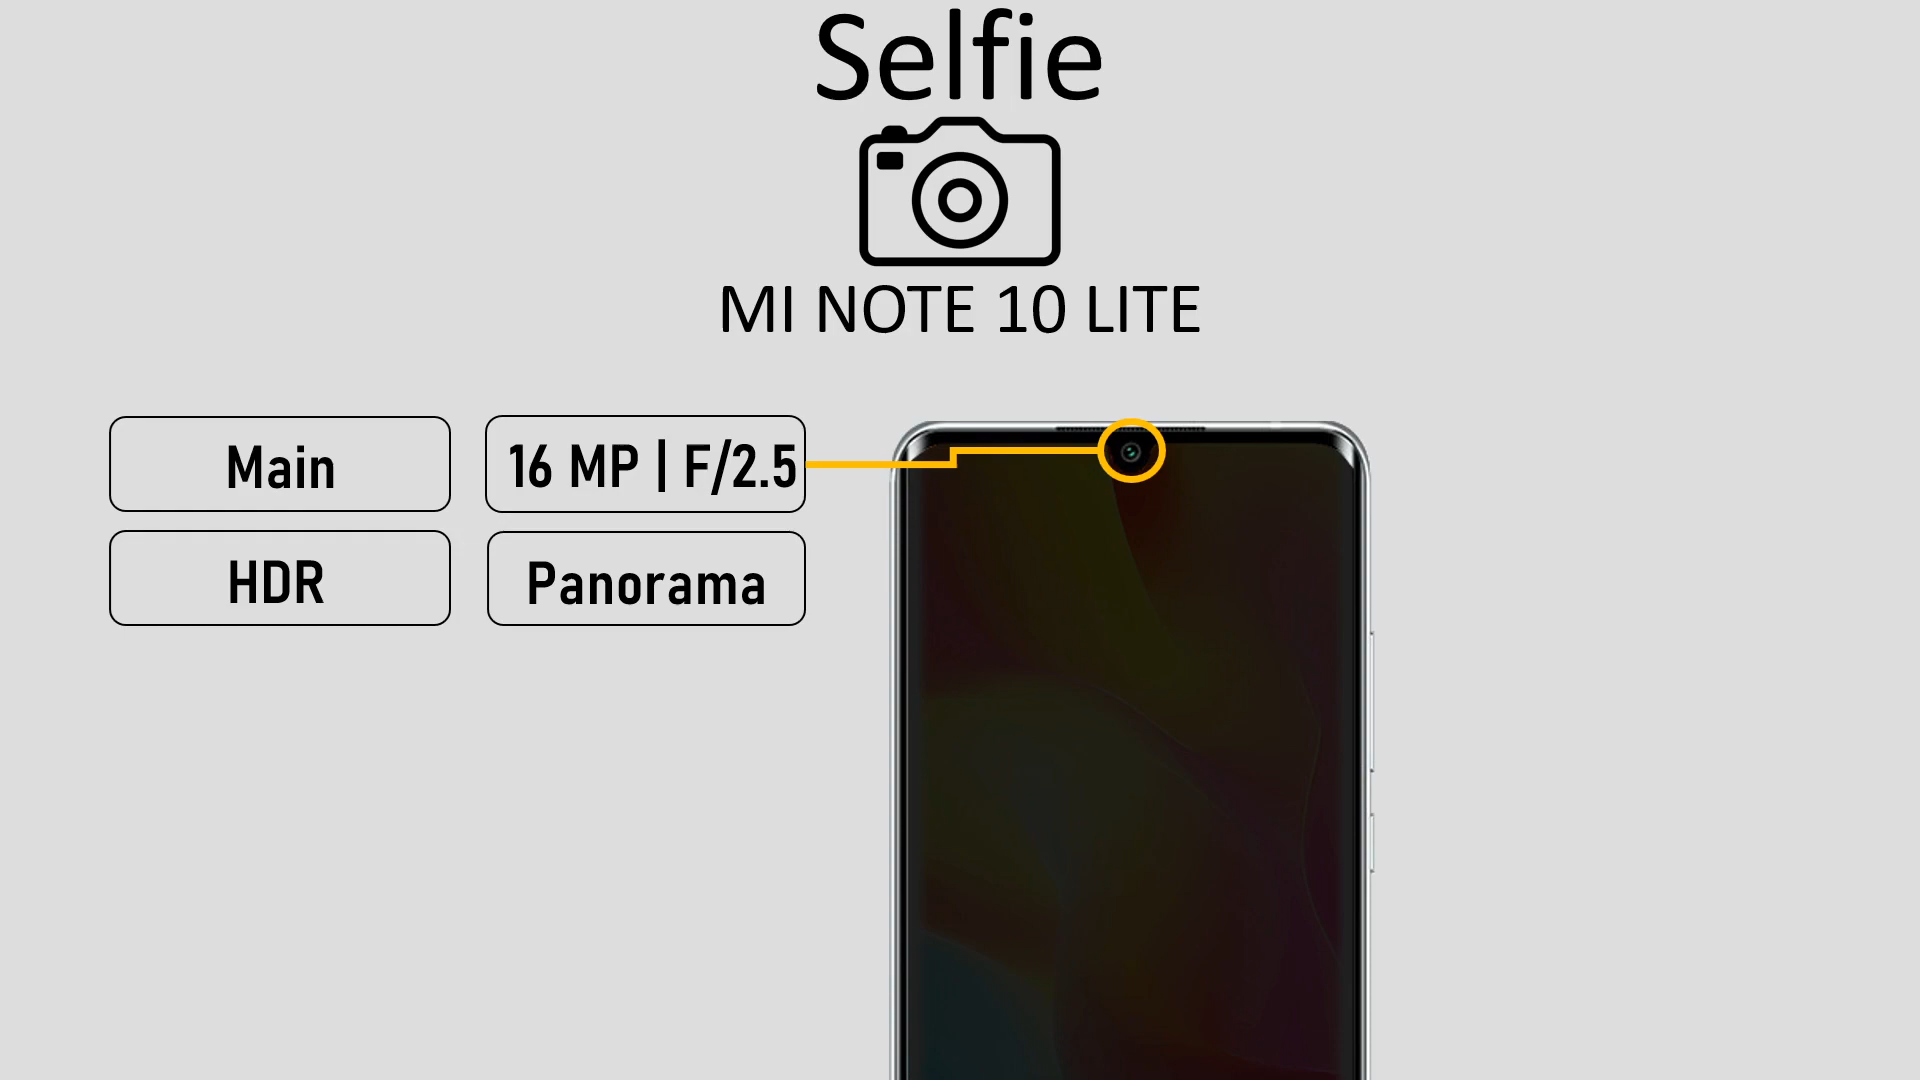 Selfie
MI NOTE 10 LITE
Main
16 MP | F/2.5
HDR
Panorama